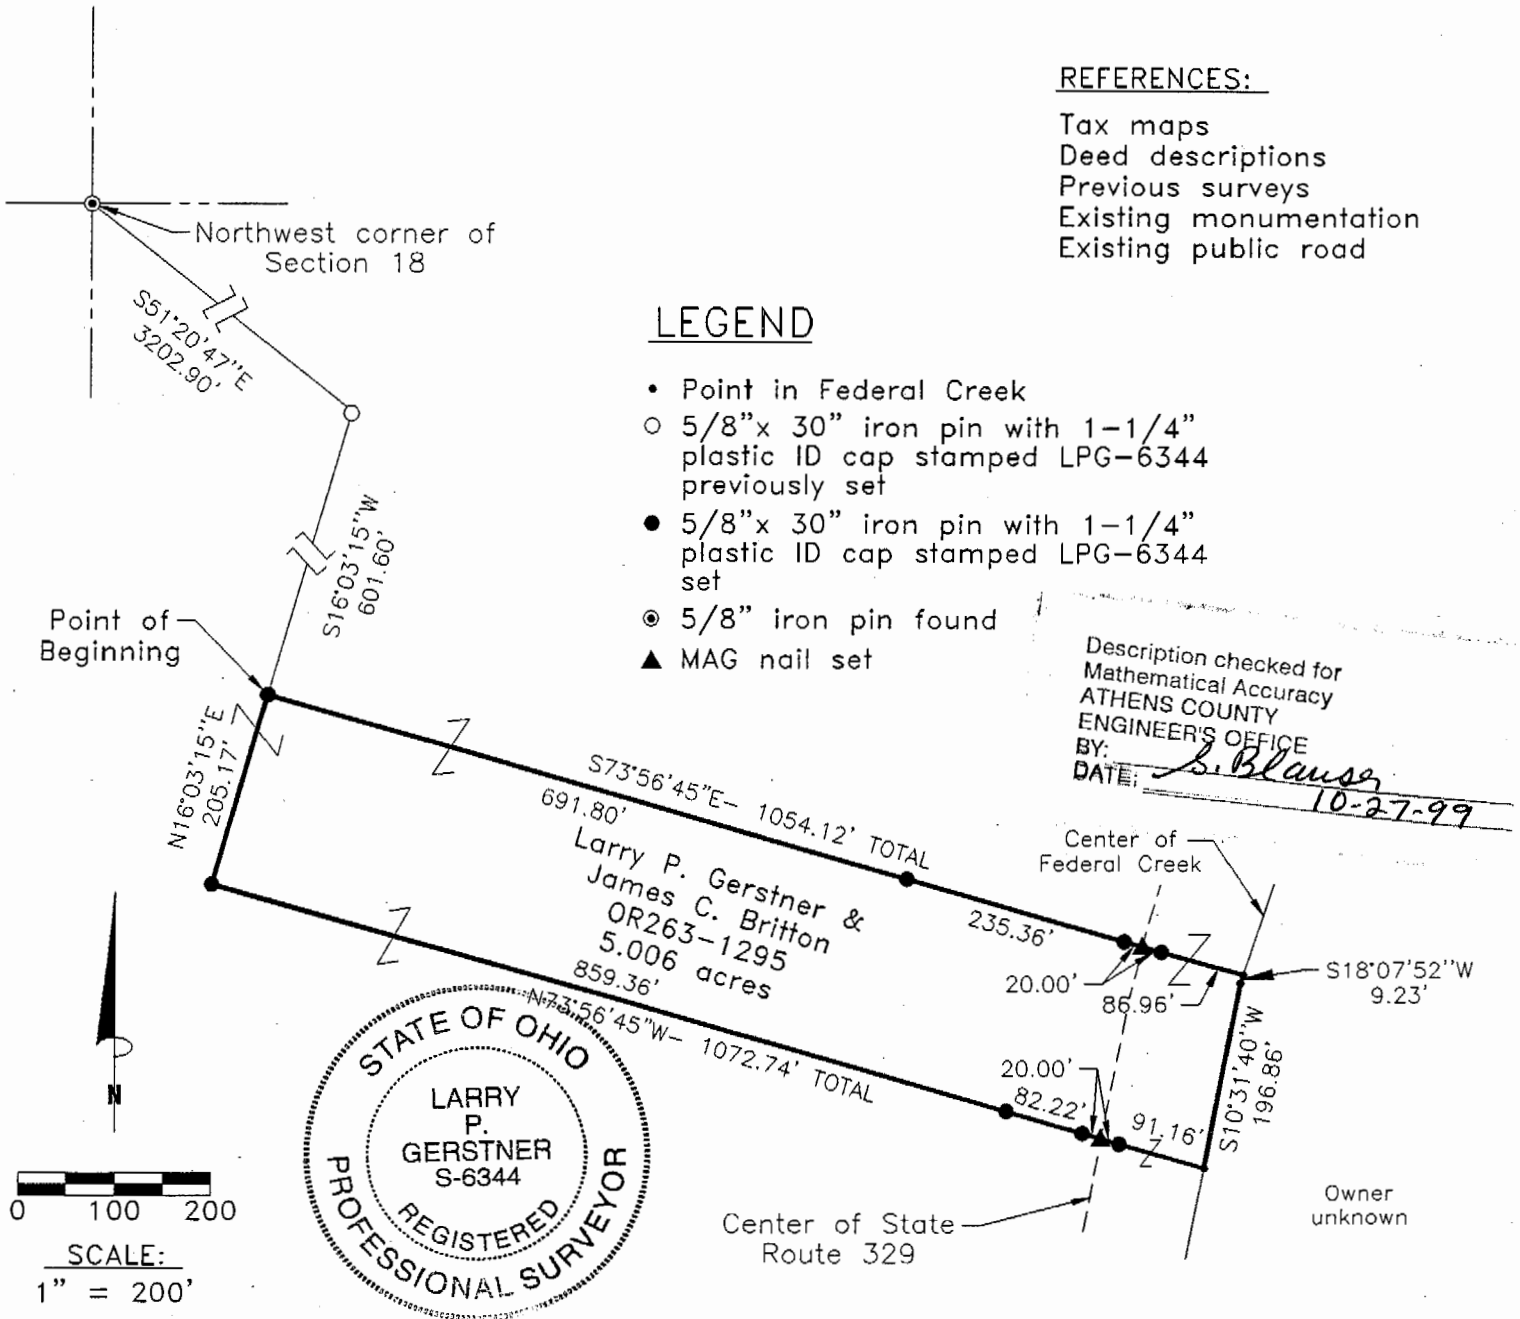 REFERENCES:
Tax maps
Deed descriptions
Previous surveys
Existing monumentation
Existing public road
Northwest corner of
Section 18
S51°20'47"E
3202.90'
LEGEND
Point in Federal Creek
5/8"x 30" iron pin with 1-1/4"
plastic ID cap stamped LPG-6344
previously set
5/8"x 30" iron pin with 1-1/4"
plastic ID cap stamped LPG-6344
set
5/8" iron pin found
MAG nail set
S16°03'15"W
601.60'
Point of
Beginning
Description checked for
Mathematical Accuracy
ATHENS COUNTY
ENGINEER'S OFFICE
BY: S. Blauser
DATE: 10-27-99
N16°03'15"E
205.17'
S73°56'45"E- 1054.12' TOTAL
691.80'
Larry P. Gerstner &
James C. Britton
OR263-1295
5.006 acres
859.36'
N73°56'45"W- 1072.74' TOTAL
Center of
Federal Creek
235.36'
20.00'
86.96'
S18°07'52"W
9.23'
20.00'
82.22'
91.16'
S10°31'40"W
196.86'
Owner
unknown
Center of State
Route 329
N
STATE OF OHIO
LARRY
P.
GERSTNER
S-6344
REGISTERED
PROFESSIONAL SURVEYOR
0 100 200
SCALE:
1" = 200'